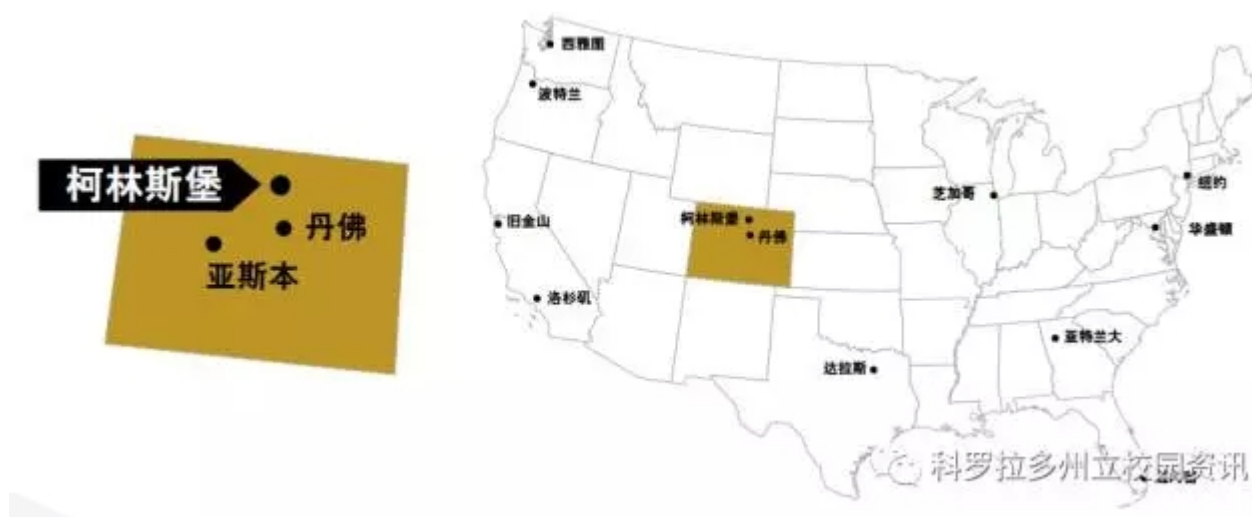 柯林斯堡
丹佛
亚斯本
西雅图
波特兰
芝加哥
纽约
柯林斯堡
旧金山
丹佛
华盛顿
洛杉矶
亚特兰大
达拉斯
科罗拉多州立校园资讯